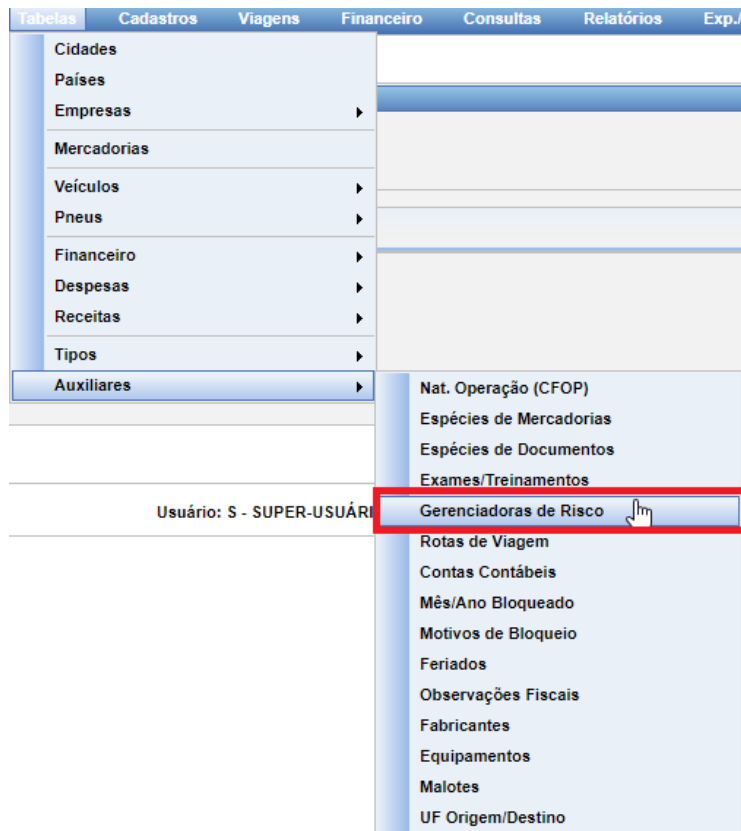 Tabelas Cadastros Viagens Financeiro Consultas Relatórios Exp./
Cidades
Países
Empresas
Mercadorias
Veículos
Pneus
Financeiro
Despesas
Receitas
Tipos
Auxiliares
Nat. Operação (CFOP)
Espécies de Mercadorias
Espécies de Documentos
Exames/Treinamentos
Usuário: S - SUPER-USUÁRI
Gerenciadoras de Risco
Rotas de Viagem
Contas Contábeis
Mês/Ano Bloqueado
Motivos de Bloqueio
Feriados
Observações Fiscais
Fabricantes
Equipamentos
Malotes
UF Origem/Destino